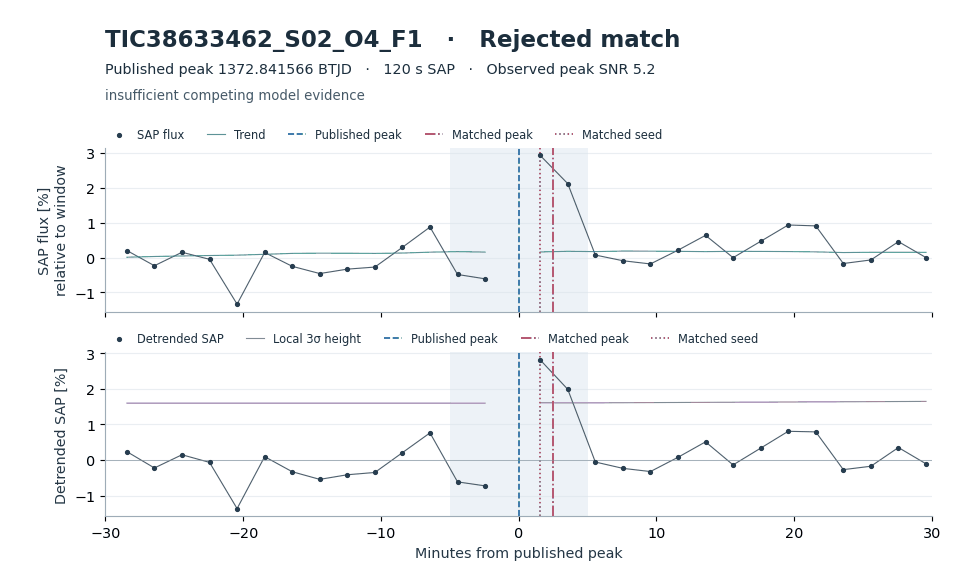 TIC38633462_S02_O4_F1 · Rejected match
Published peak 1372.841566 BTJD · 120 s SAP · Observed peak SNR 5.2
insufficient competing model evidence
SAP flux Trend Published peak Matched peak Matched seed
3
2
1
0
−1
SAP flux [%]
relative to window
Detrended SAP Local 3σ height Published peak Matched peak Matched seed
3
2
1
0
−1
Detrended SAP [%]
−30 −20 −10 0 10 20 30
Minutes from published peak